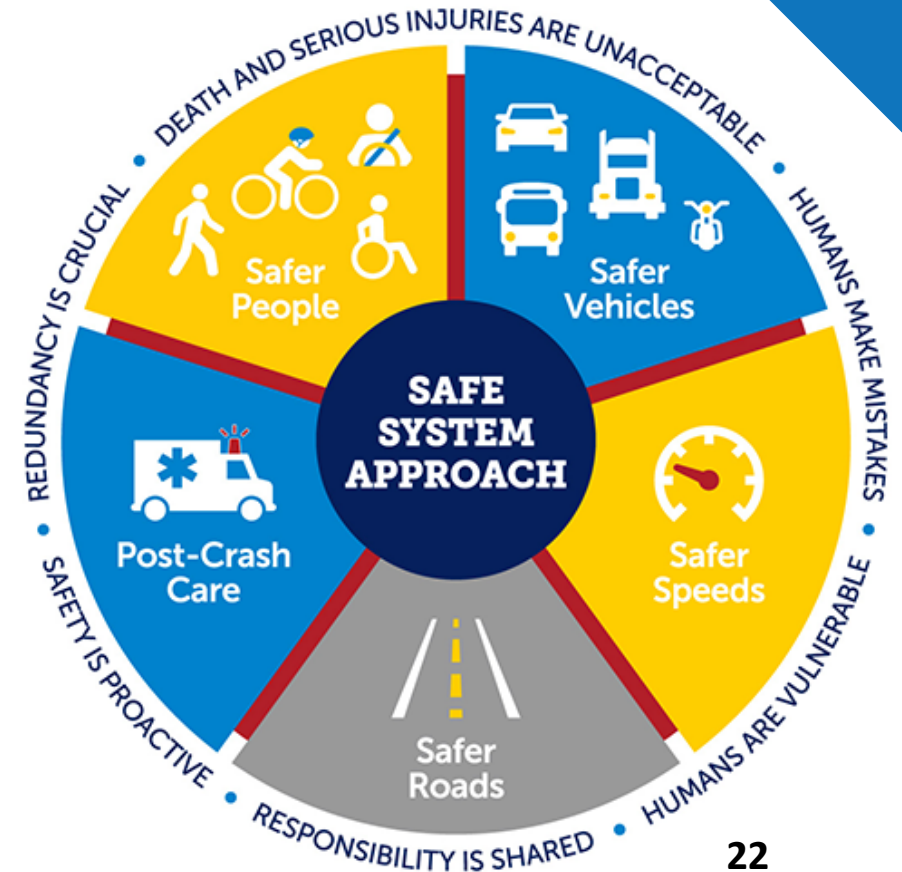 DEATH AND SERIOUS INJURIES ARE UNACCEPTABLE
HUMANS MAKE MISTAKES
HUMANS ARE VULNERABLE
RESPONSIBILITY IS SHARED
SAFETY IS PROACTIVE
REDUNDANCY IS CRUCIAL
Safer
People
Safer
Vehicles
SAFE
SYSTEM
APPROACH
Post-Crash
Care
Safer
Speeds
Safer
Roads
22